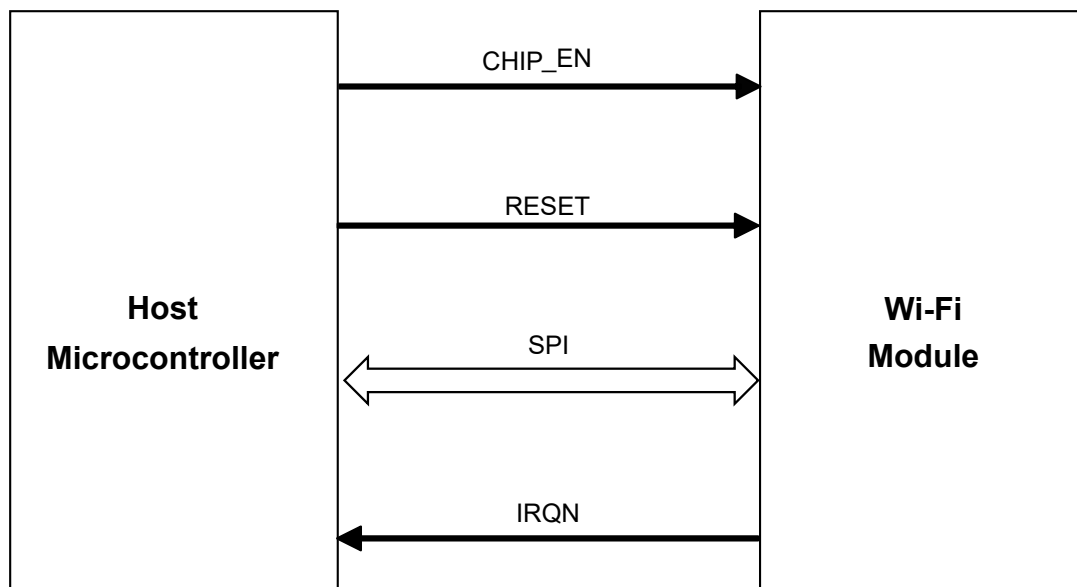 CHIP_EN
RESET
Host
Microcontroller
Wi-Fi
Module
SPI
IRQN